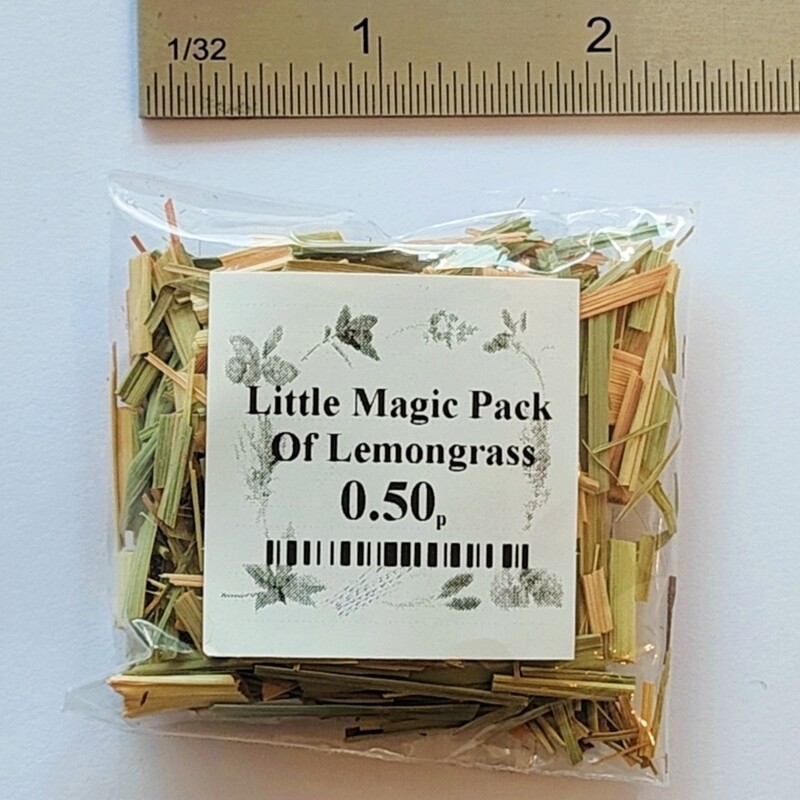 1/32 1 2
Little Magic Pack
Of Lemongrass
0.50p